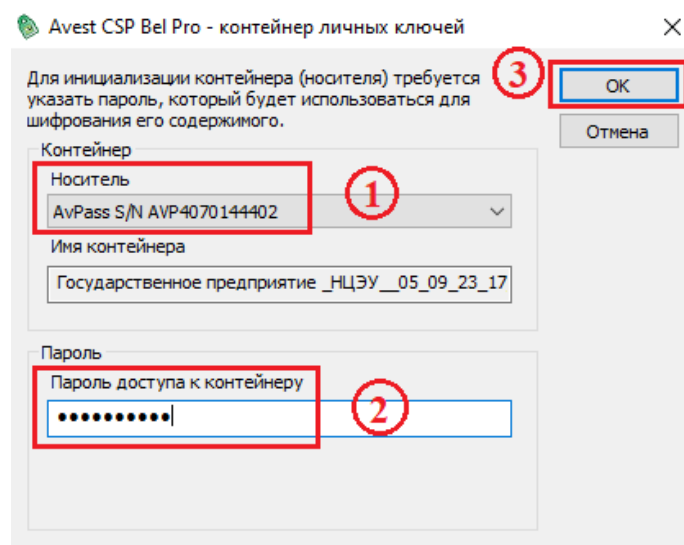 Avest CSP Bel Pro - контейнер личных ключей
Для инициализации контейнера (носителя) требуется
указать пароль, который будет использоваться для
шифрования его содержимого.
3
OK
Отмена
Контейнер
Носитель
AvPass S/N AVP4070144402
1
Имя контейнера
Государственное предприятие _НЦЭУ__05_09_23_17
Пароль
Пароль доступа к контейнеру
••••••••••
2